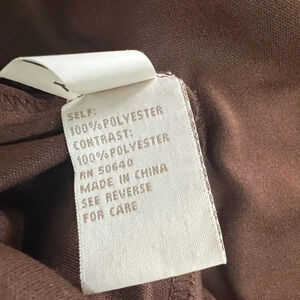 SELF:
100% POLYESTER
CONTRAST:
100% POLYESTER
RN 50640
MADE IN CHINA
SEE REVERSE
FOR CARE